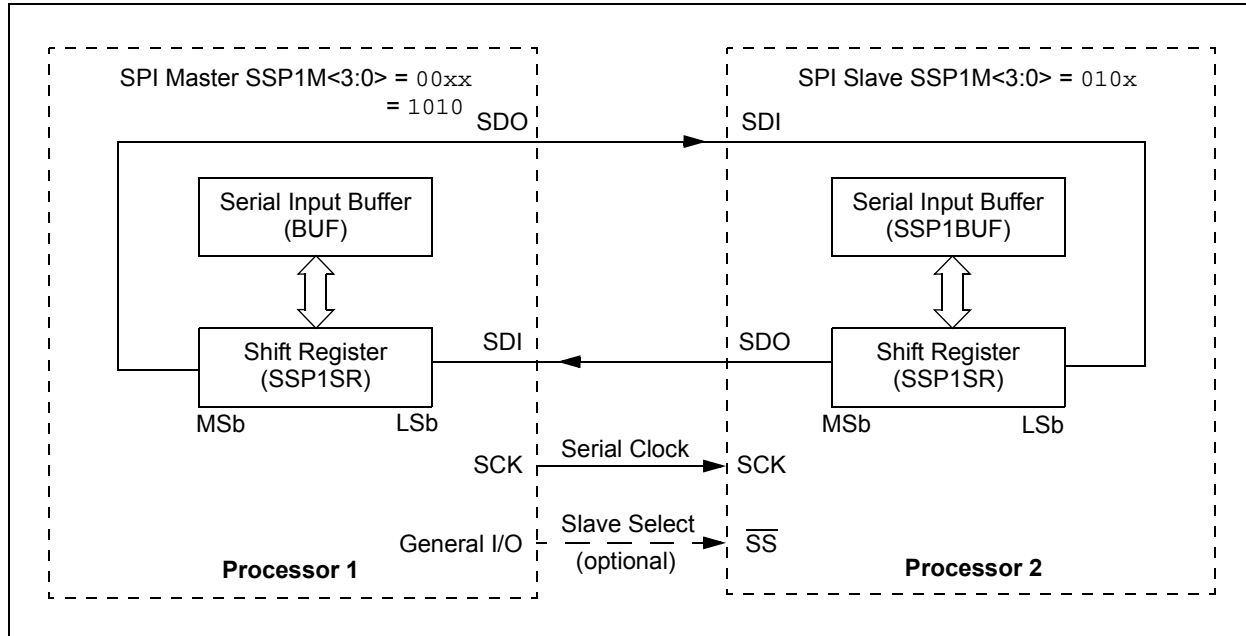 SPI Master SSP1M<3:0> = 00xx
= 1010
SDO
Serial Input Buffer
(BUF)
Shift Register
(SSP1SR)
MSb
LSb
SDI
SCK
General I/O
Processor 1
Serial Clock
Slave Select
(optional)
SPI Slave SSP1M<3:0> = 010x
SDI
Serial Input Buffer
(SSP1BUF)
SDO
Shift Register
(SSP1SR)
MSb
LSb
SCK
SS
Processor 2